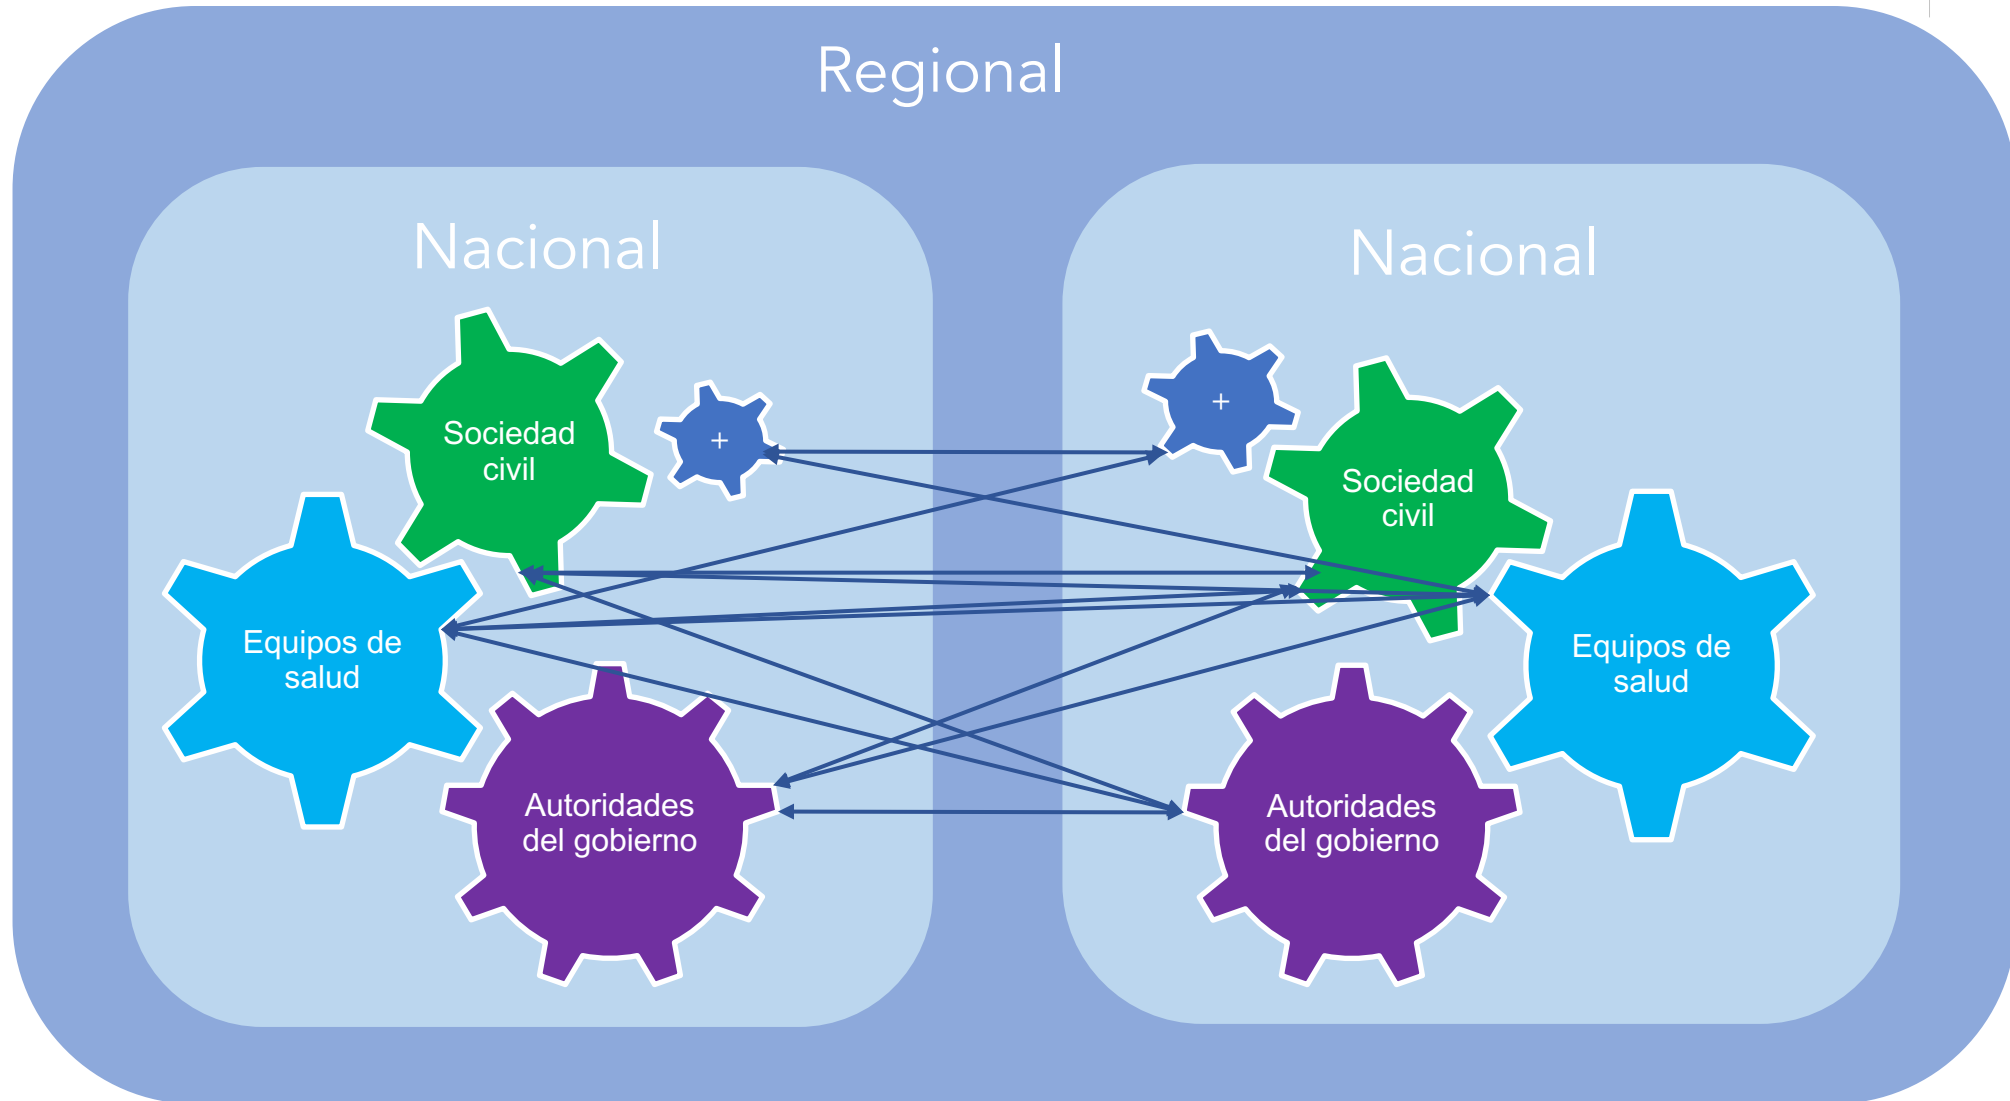 Regional
Nacional
Sociedad
civil
+
Equipos de
salud
Autoridades
del gobierno
Nacional
+
Sociedad
civil
Equipos de
salud
Autoridades
del gobierno